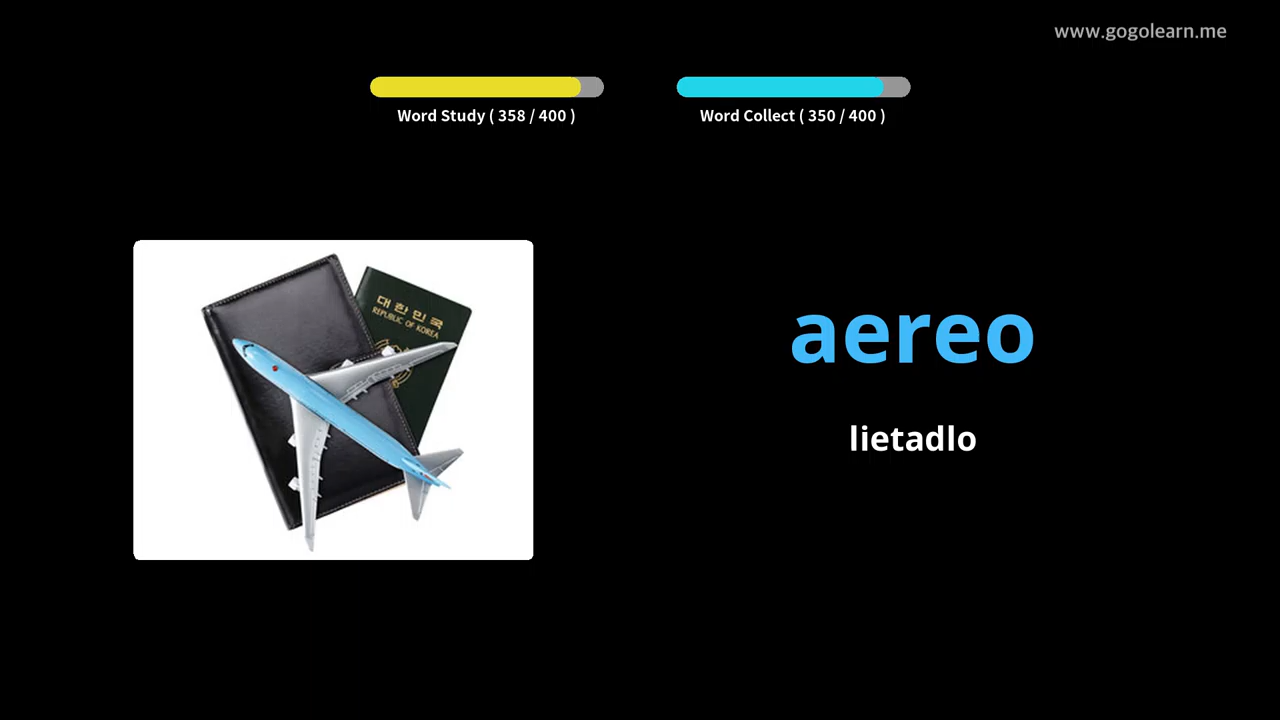 www.gogolearn.me
Word Study ( 358 / 400 )
Word Collect ( 350 / 400 )
대한민국
REPUBLIC OF KOREA
aereo
lietadlo